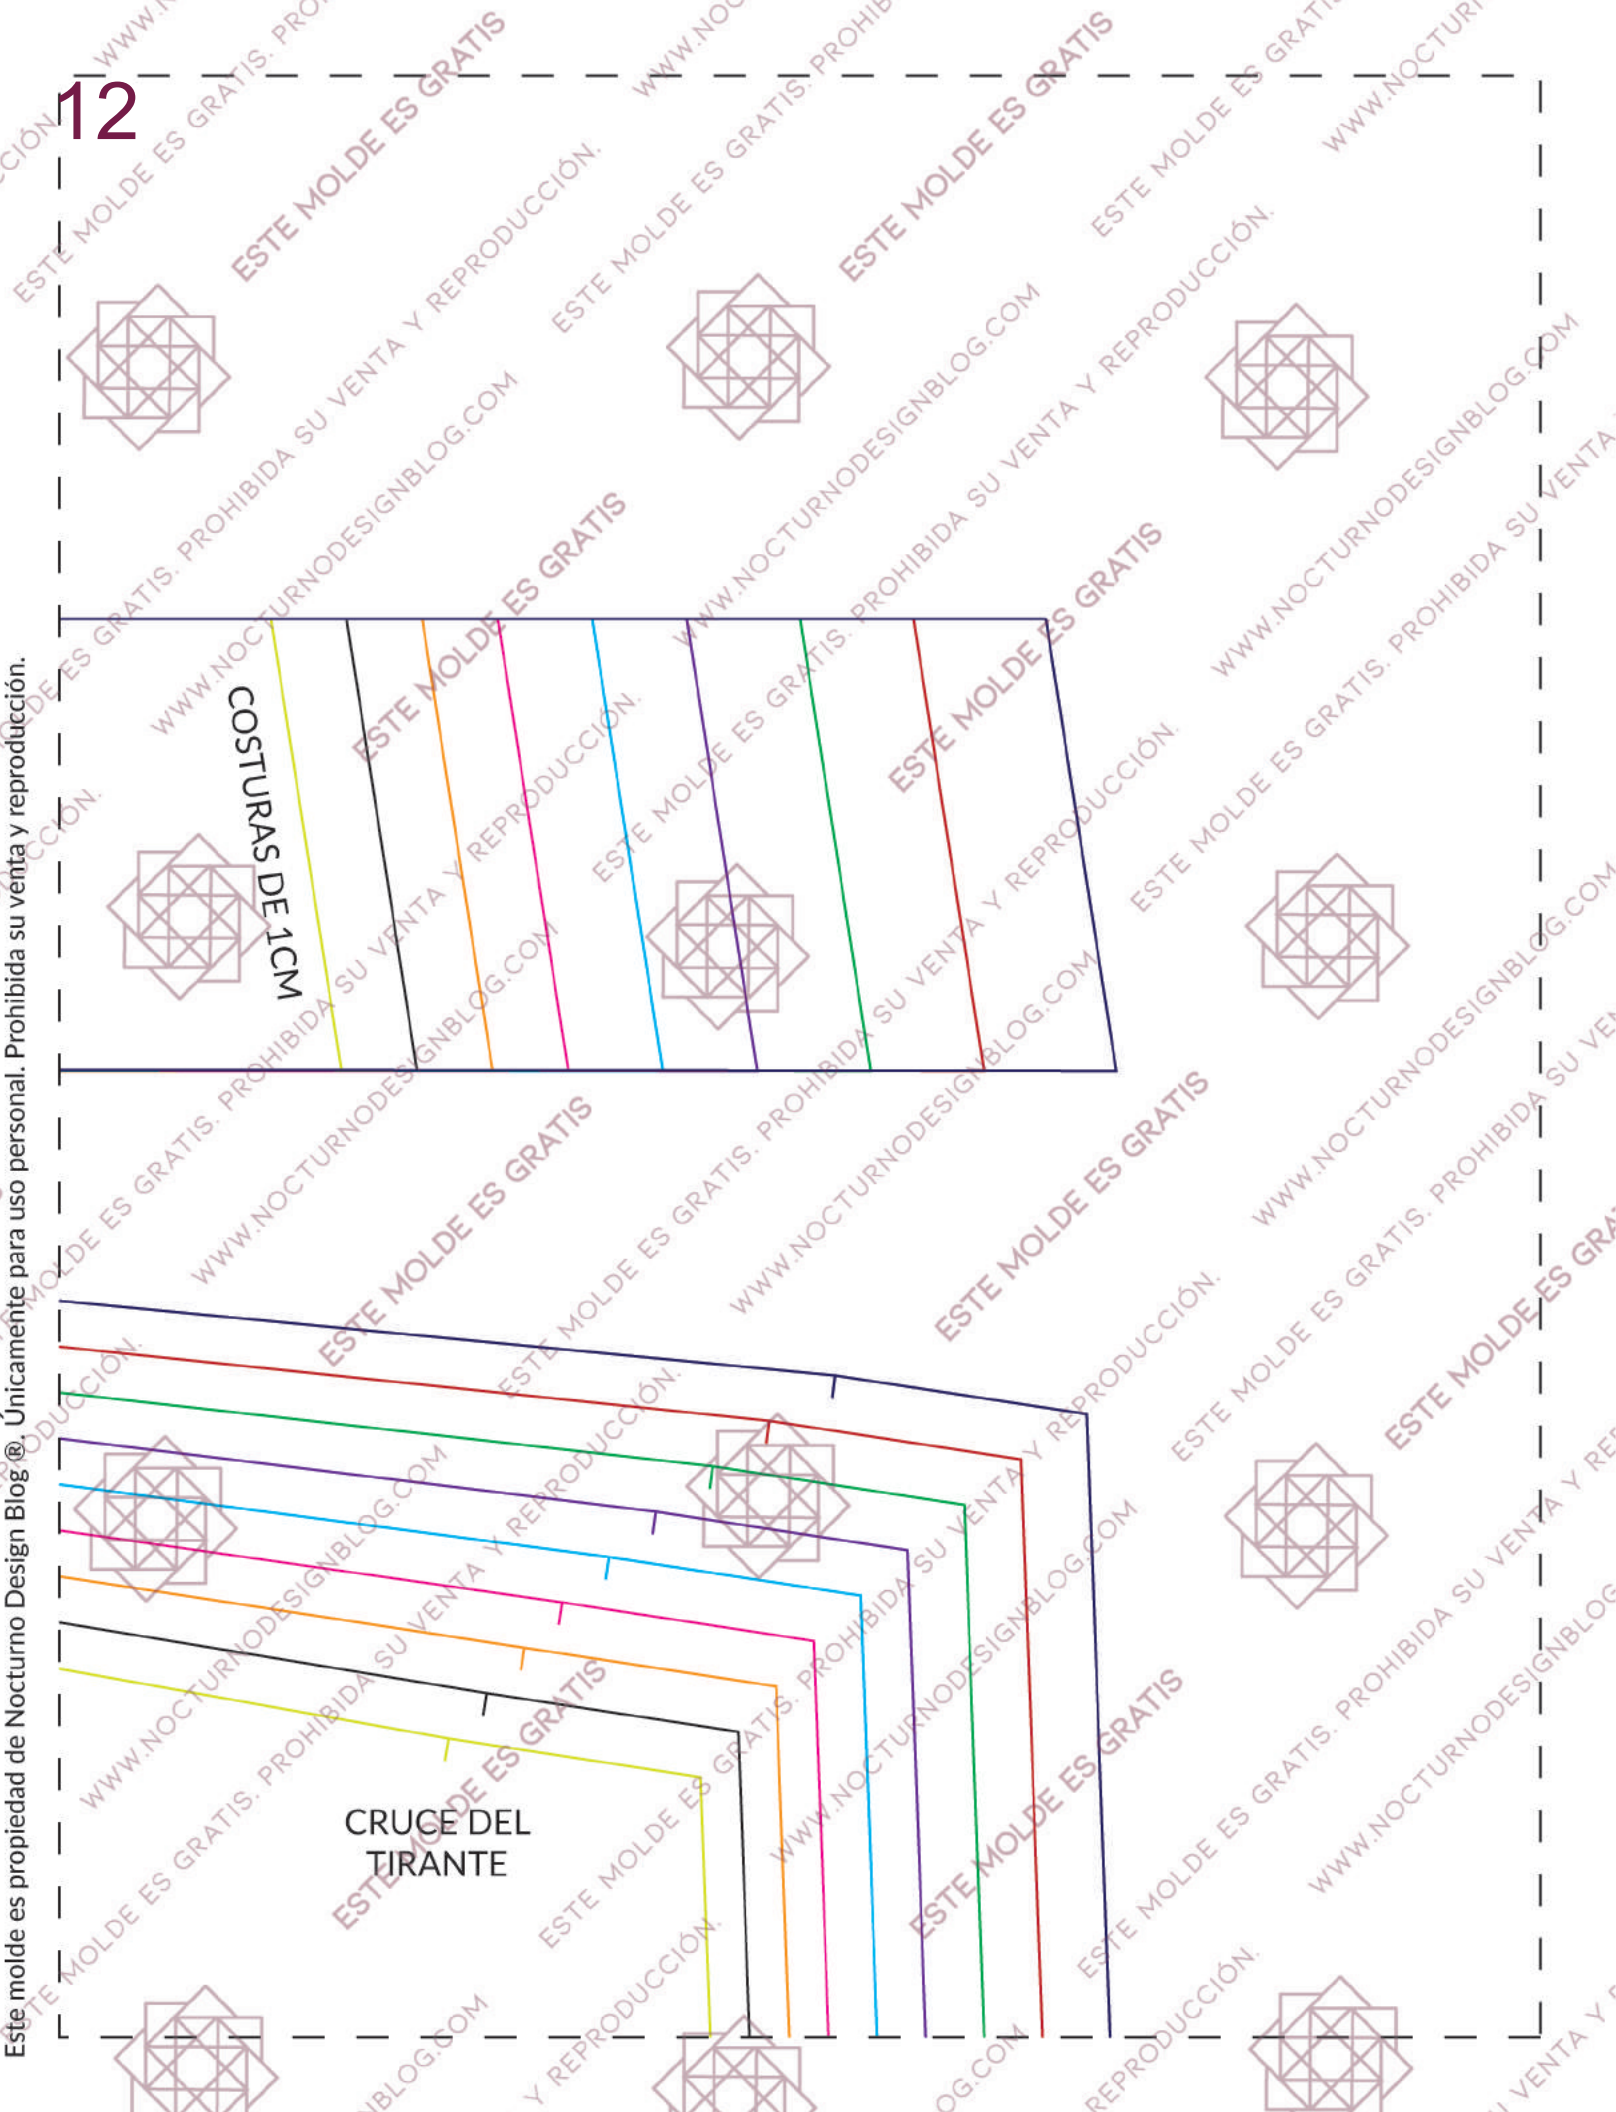 12
COSTURAS DE 1CM
CRUCE DEL
TIRANTE
Este molde es propiedad de Nocturno Design Blog ®. Únicamente para uso personal. Prohibida su venta y reproducción.
ESTE MOLDE ES GRATIS
ESTE MOLDE ES GRATIS. PROHIBIDA SU VENTA Y REPRODUCCIÓN.
WWW.NOCTURNODESIGNBLOG.COM